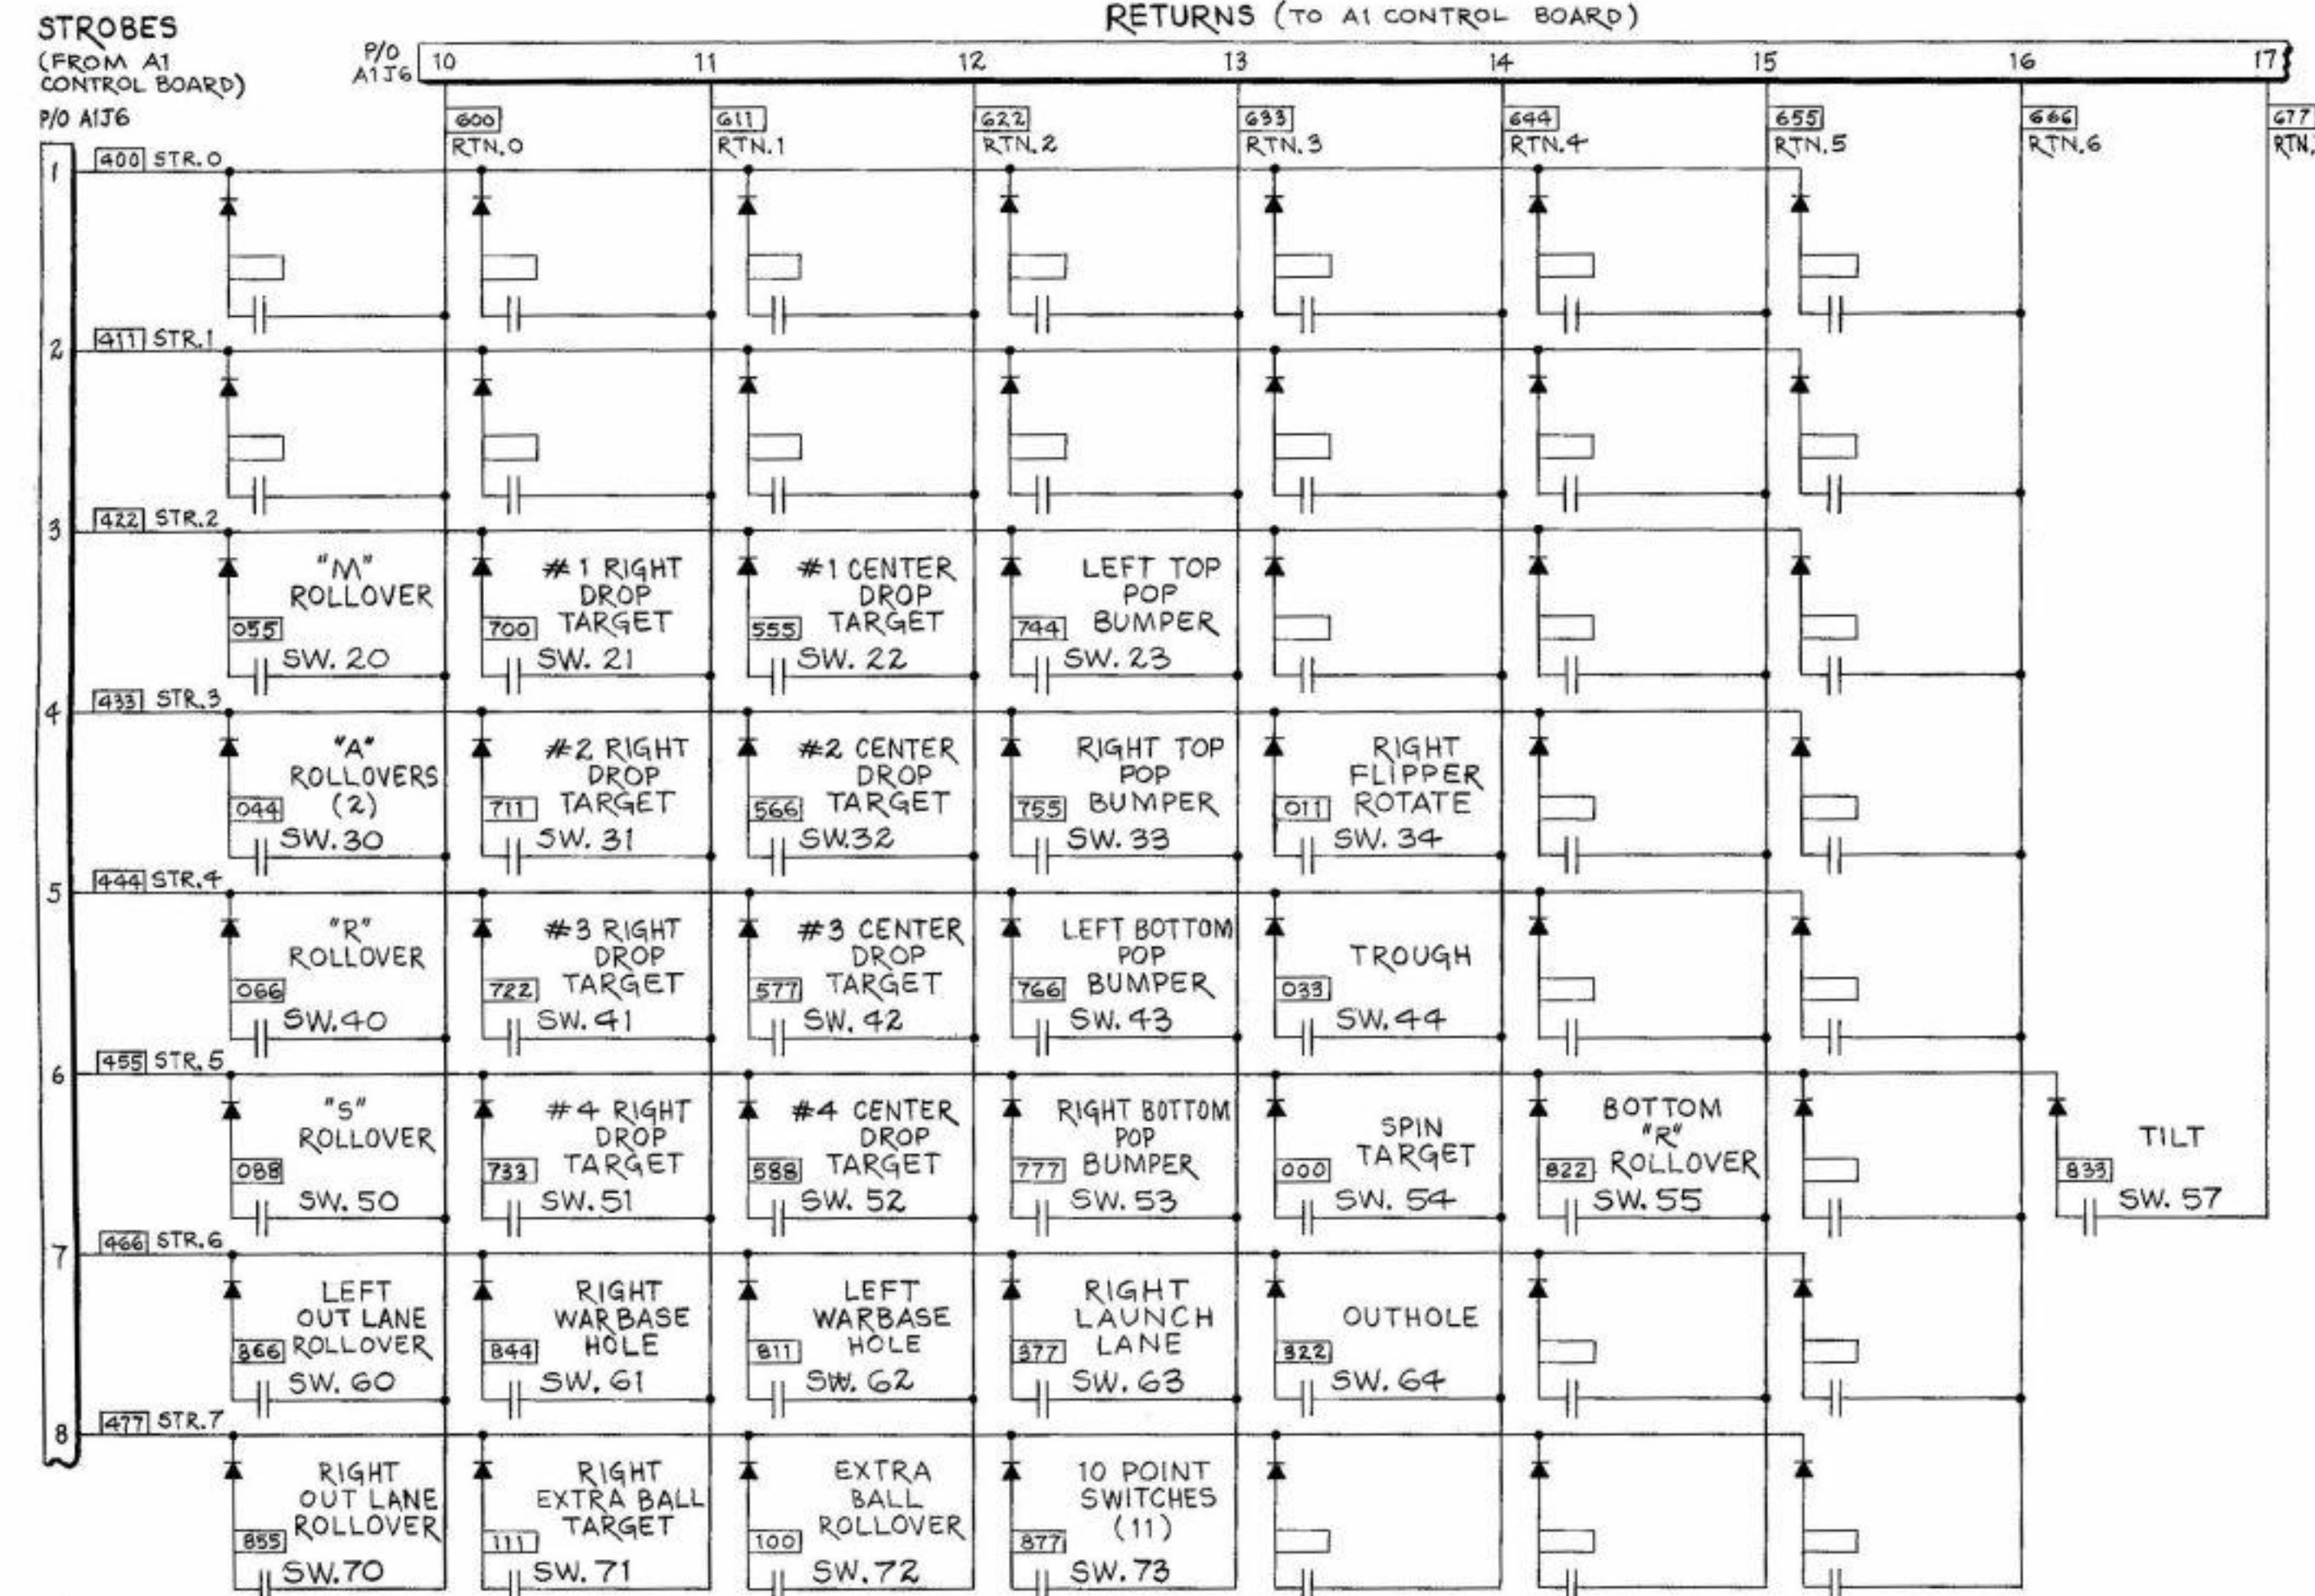 STROBES
(FROM A1
CONTROL BOARD)
P/O A1J6
RETURNS (TO A1 CONTROL BOARD)
P/O
A1J6
10 11 12 13 14 15 16 17
600 611 622 633 644 655 666 677
RTN.0 RTN.1 RTN.2 RTN.3 RTN.4 RTN.5 RTN.6 RTN.
1 400 STR.0
2 411 STR.1
3 422 STR.2
"M"
ROLLOVER
055
SW. 20
#1 RIGHT
DROP
TARGET
700
SW. 21
#1 CENTER
DROP
TARGET
555
SW. 22
LEFT TOP
POP
BUMPER
744
SW. 23
4 433 STR.3
"A"
ROLLOVERS
(2)
044
SW.30
#2 RIGHT
DROP
TARGET
711
SW. 31
#2 CENTER
DROP
TARGET
566
SW.32
RIGHT TOP
POP
BUMPER
755
SW. 33
RIGHT
FLIPPER
ROTATE
011
SW. 34
5 444 STR.4
"R"
ROLLOVER
066
SW.40
#3 RIGHT
DROP
TARGET
722
SW. 41
#3 CENTER
DROP
TARGET
577
SW. 42
LEFT BOTTOM
POP
BUMPER
766
SW. 43
TROUGH
033
SW.44
6 455 STR.5
"S"
ROLLOVER
088
SW. 50
#4 RIGHT
DROP
TARGET
733
SW. 51
#4 CENTER
DROP
TARGET
588
SW. 52
RIGHT BOTTOM
POP
BUMPER
777
SW. 53
SPIN
TARGET
000
SW. 54
BOTTOM
"R"
822 ROLLOVER
SW. 55
TILT
833
SW. 57
7 466 STR.6
LEFT
OUT LANE
866 ROLLOVER
SW. 60
RIGHT
WARBASE
HOLE
844
SW. 61
LEFT
WARBASE
HOLE
811
SW. 62
RIGHT
LAUNCH
LANE
377
SW. 63
OUTHOLE
322
SW. 64
8 477 STR.7
RIGHT
OUT LANE
ROLLOVER
855
SW.70
RIGHT
EXTRA BALL
TARGET
111
SW. 71
EXTRA
BALL
ROLLOVER
100
SW. 72
10 POINT
SWITCHES
(11)
877
SW. 73